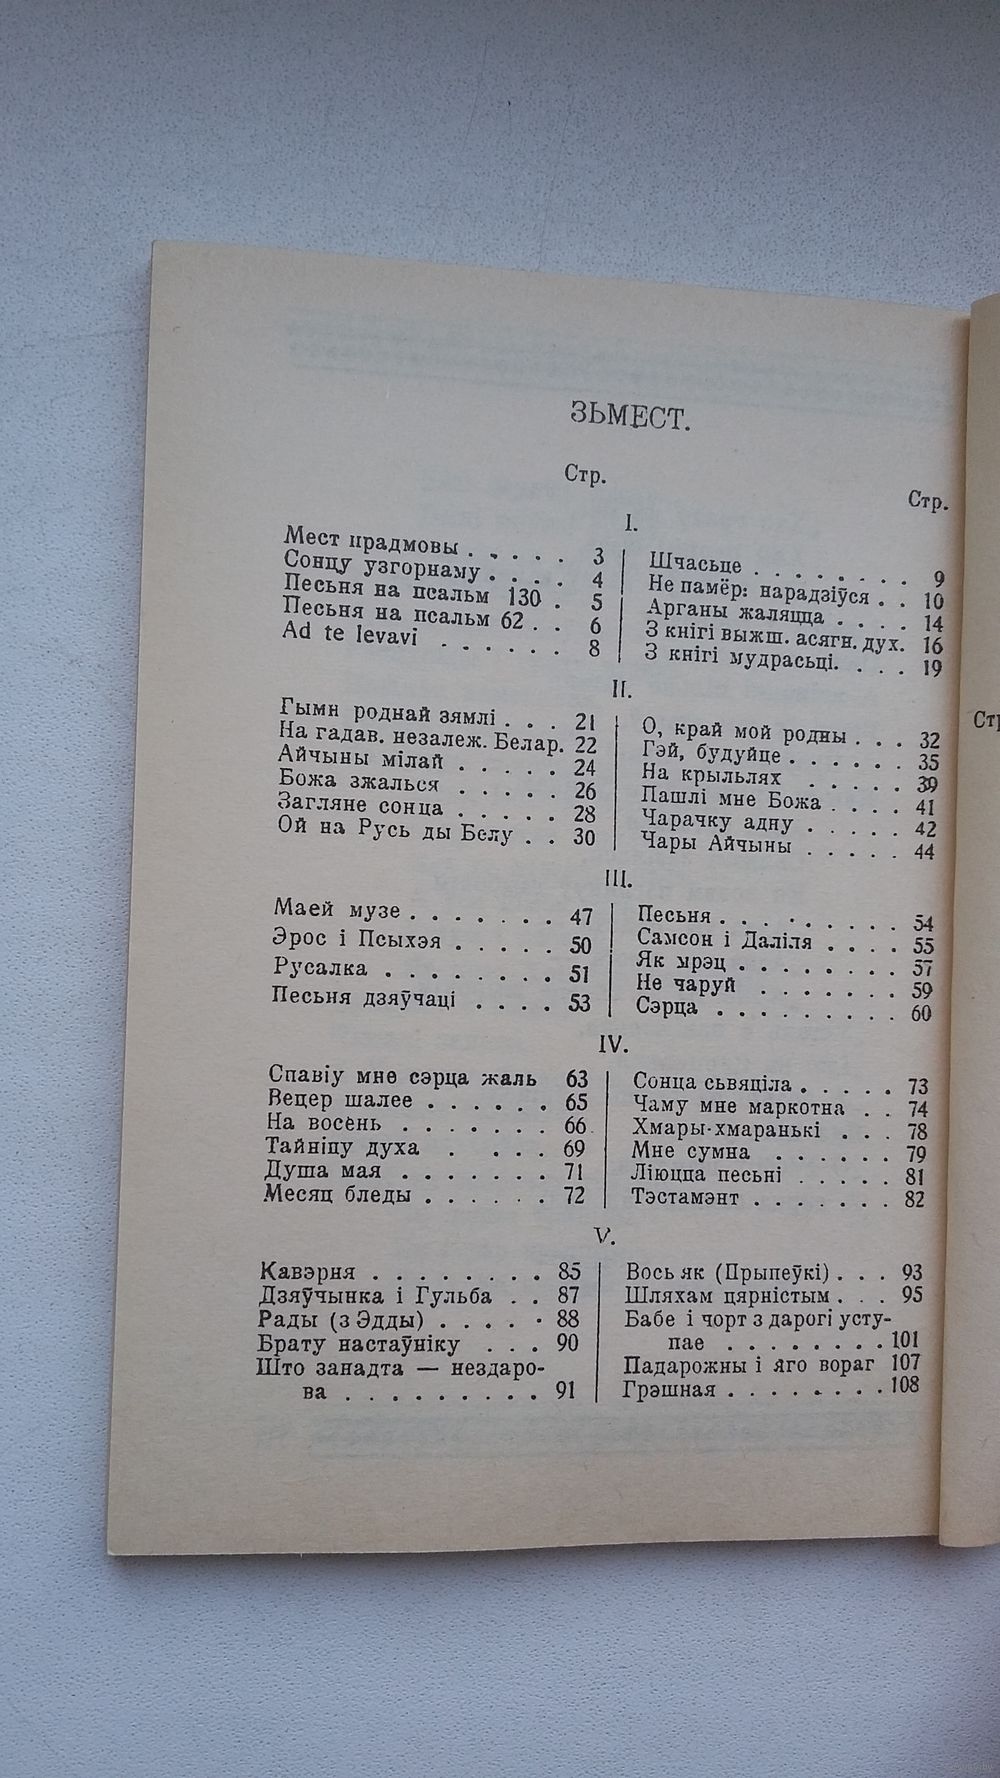 ЗЬМЕСТ.
Стр.
Стр.
I.
Мест прадмовы . . . . . 3
Сонцу узгорнаму . . . . 4
Песьня на псальм 130 . 5
Песьня на псальм 62 . . 6
Ad te levavi . . . . . . 8
Шчасьце . . . . . . . . 9
Не памёр: нарадзіўся . . 10
Арганы жаляцца . . . . 14
З кнігі выжш. асягн. дух. 16
З кнігі мудрасьці. . . . 19
II.
Гымн роднай зямлі . . . 21
На гадав. незалеж. Белар. 22
Айчыны мілай . . . . . 24
Божа зжалься . . . . . 26
Загляне сонца . . . . . 28
Ой на Русь ды Белу . . 30
О, край мой родны . . . 32
Гэй, будуйце . . . . . . 35
На крыльлях . . . . . 39
Пашлі мне Божа . . . . 41
Чарачку адну . . . . . 42
Чары Айчыны . . . . . 44
III.
Маей музе . . . . . . . 47
Эрос і Псыхэя . . . . . 50
Русалка . . . . . . . . 51
Песьня дзяўчаці . . . . 53
Песьня . . . . . . . . . 54
Самсон і Даліля . . . . 55
Як мрэц . . . . . . . . 57
Не чаруй . . . . . . . 59
Сэрца . . . . . . . . . 60
IV.
Спавіу мне сэрца жаль 63
Вецер шалее . . . . . . 65
На восень . . . . . . . 66
Тайніцу духа . . . . 69
Душа мая . . . . . . . 71
Месяц бледы . . . . . . 72
Сонца сьвяціла . . . . . 73
Чаму мне маркотна . . 74
Хмары-хмаранькі . . . 78
Мне сумна . . . . . . 79
Ліюцца песьні . . . . . 81
Тэстамэнт . . . . . . . 82
V.
Кавэрня . . . . . . . . 85
Дзяўчынка і Гульба . . 87
Рады (з Эдды) . . . . . 88
Брату настаўніку . . . 90
Што занадта — нездаро-
ва . . . . . . . . . 91
Вось як (Прыпеўкі) . . . 93
Шляхам цярністым . . . 95
Бабе і чорт з дарогі усту-
пае . . . . . . . . 101
Падарожны і яго вораг 107
Грэшная . . . . . . . . 108
Стр